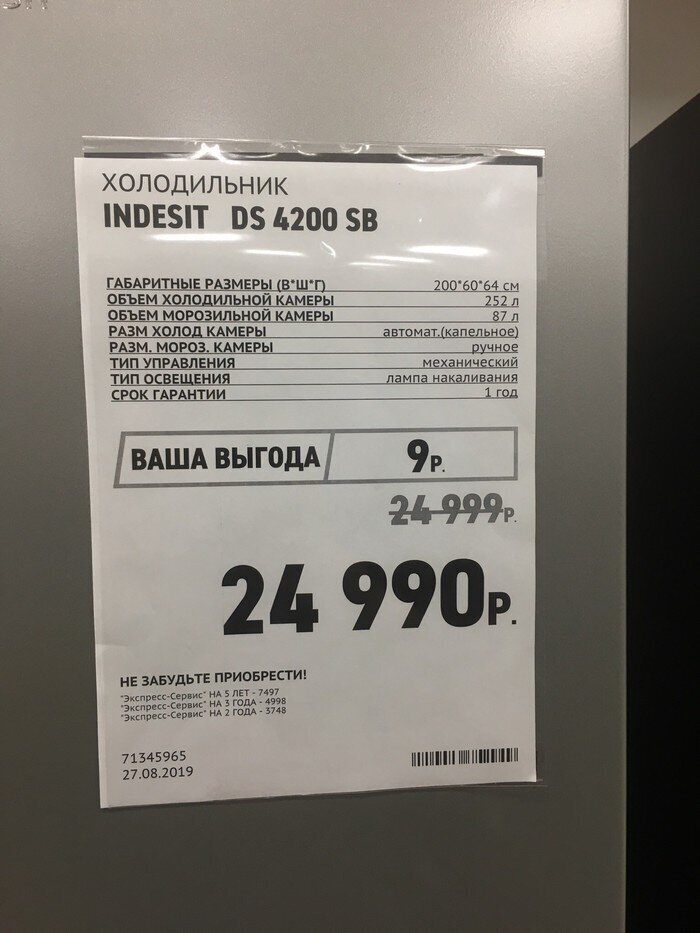 ХОЛОДИЛЬНИК
INDESIT DS 4200 SB
ГАБАРИТНЫЕ РАЗМЕРЫ (В*Ш*Г) 200*60*64 см
ОБЪЕМ ХОЛОДИЛЬНОЙ КАМЕРЫ 252 л
ОБЪЕМ МОРОЗИЛЬНОЙ КАМЕРЫ 87 л
РАЗМ ХОЛОД КАМЕРЫ автомат.(капельное)
РАЗМ. МОРОЗ. КАМЕРЫ ручное
ТИП УПРАВЛЕНИЯ механический
ТИП ОСВЕЩЕНИЯ лампа накаливания
СРОК ГАРАНТИИ 1 год
ВАША ВЫГОДА 9Р.
24 999Р.
24 990Р.
НЕ ЗАБУДЬТЕ ПРИОБРЕСТИ!
"Экспресс-Сервис" НА 5 ЛЕТ - 7497
"Экспресс-Сервис" НА 3 ГОДА - 4998
"Экспресс-Сервис" НА 2 ГОДА - 3748
71345965
27.08.2019